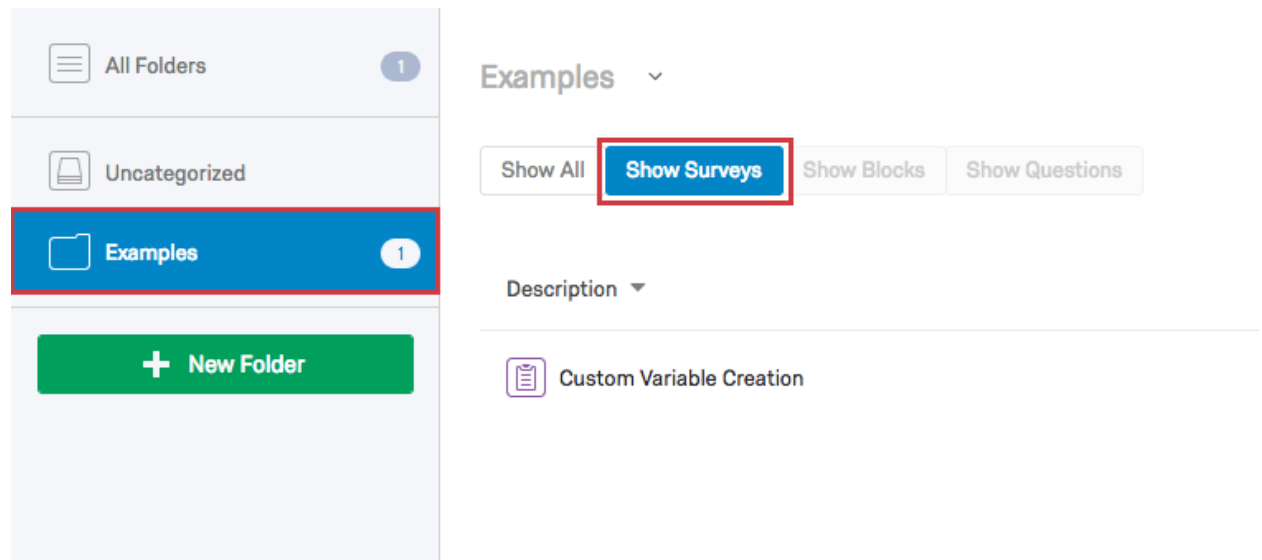 All Folders 1
Uncategorized
Examples 1
New Folder
Examples
Show All Show Surveys Show Blocks Show Questions
Description
Custom Variable Creation